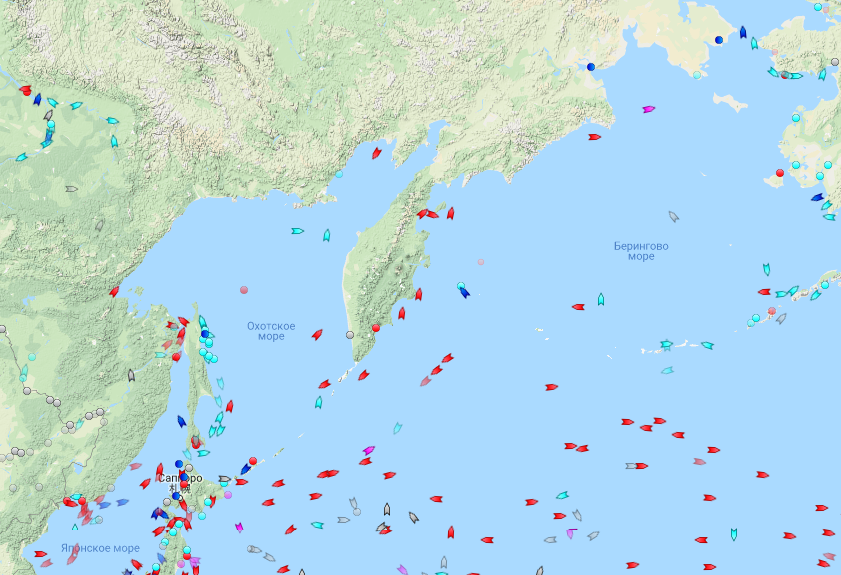 Берингово
море
Охотское
море
Саппоро
札幌
Японское море